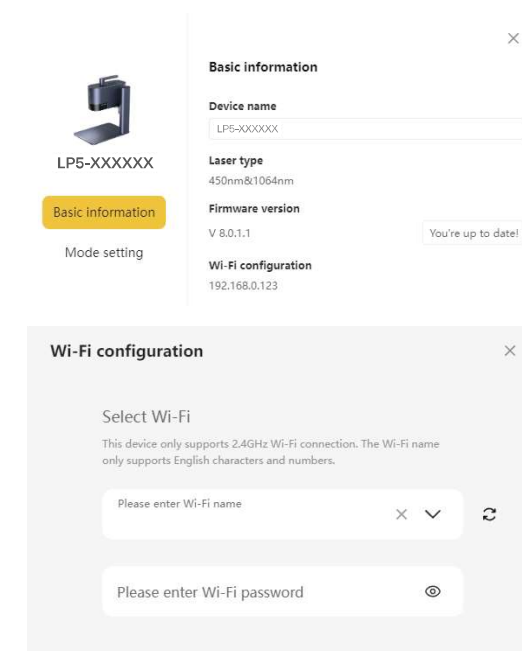 Basic information
Device name
LP5-XXXXXX
LP5-XXXXXX
Laser type
450nm&1064nm
Basic information
Firmware version
V 8.0.1.1
You're up to date!
Mode setting
Wi-Fi configuration
192.168.0.123
Wi-Fi configuration
Select Wi-Fi
This device only supports 2.4GHz Wi-Fi connection. The Wi-Fi name
only supports English characters and numbers.
Please enter Wi-Fi name
Please enter Wi-Fi password